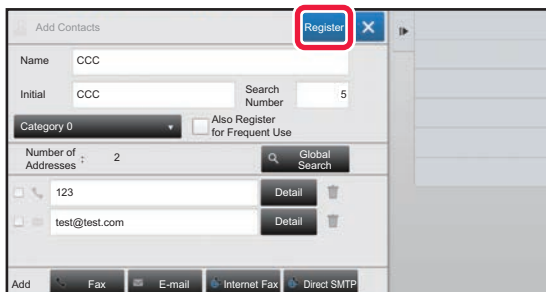 Add Contacts Register
Name CCC
Initial CCC Search Number 5
Category 0 Also Register for Frequent Use
Number of Addresses : 2 Global Search
123 Detail
test@test.com Detail
Add Fax E-mail Internet Fax Direct SMTP